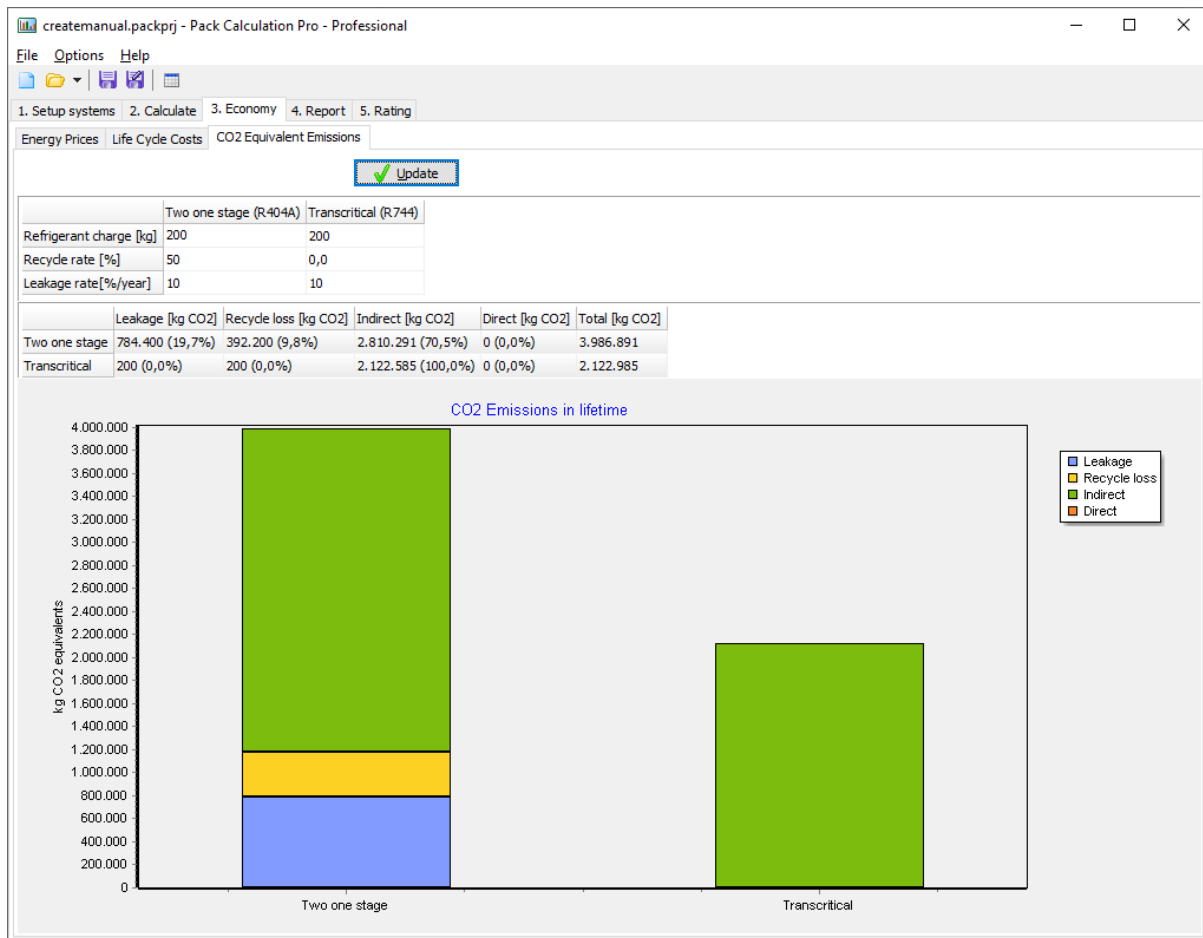 createmanual.packprj - Pack Calculation Pro - Professional
File Options Help
1. Setup systems 2. Calculate 3. Economy 4. Report 5. Rating
Energy Prices Life Cycle Costs CO2 Equivalent Emissions
Update
Two one stage (R404A) Transcritical (R744)
Refrigerant charge [kg] 200 200
Recycle rate [%] 50 0,0
Leakage rate[%/year] 10 10
Leakage [kg CO2] Recycle loss [kg CO2] Indirect [kg CO2] Direct [kg CO2] Total [kg CO2]
Two one stage 784.400 (19,7%) 392.200 (9,8%) 2.810.291 (70,5%) 0 (0,0%) 3.986.891
Transcritical 200 (0,0%) 200 (0,0%) 2.122.585 (100,0%) 0 (0,0%) 2.122.985
CO2 Emissions in lifetime
kg CO2 equivalents
4.000.000
3.800.000
3.600.000
3.400.000
3.200.000
3.000.000
2.800.000
2.600.000
2.400.000
2.200.000
2.000.000
1.800.000
1.600.000
1.400.000
1.200.000
1.000.000
800.000
600.000
400.000
200.000
0
Two one stage Transcritical
Leakage
Recycle loss
Indirect
Direct